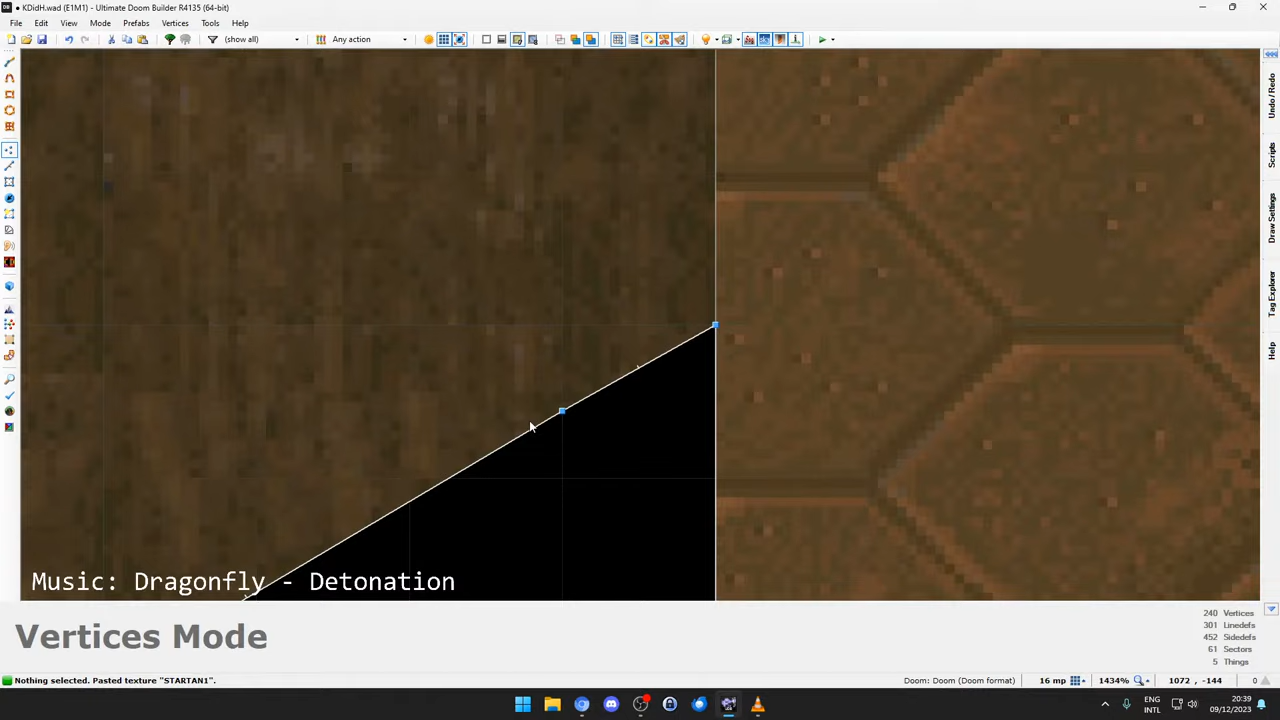 KDidH.wad (E1M1) - Ultimate Doom Builder R4135 (64-bit)
File Edit View Mode Prefabs Vertices Tools Help
(show all) Any action
Undo/Redo
Scripts
Draw Settings
Tag Explorer
Help
Music: Dragonfly - Detonation
Vertices Mode
240 Vertices
301 Linedefs
452 Sidedefs
61 Sectors
5 Things
Nothing selected. Pasted texture "STARTAN1". Doom: Doom (Doom format) 16 mp 1434% 1072 , -144 0
ENG 20:39
INTL 09/12/2023